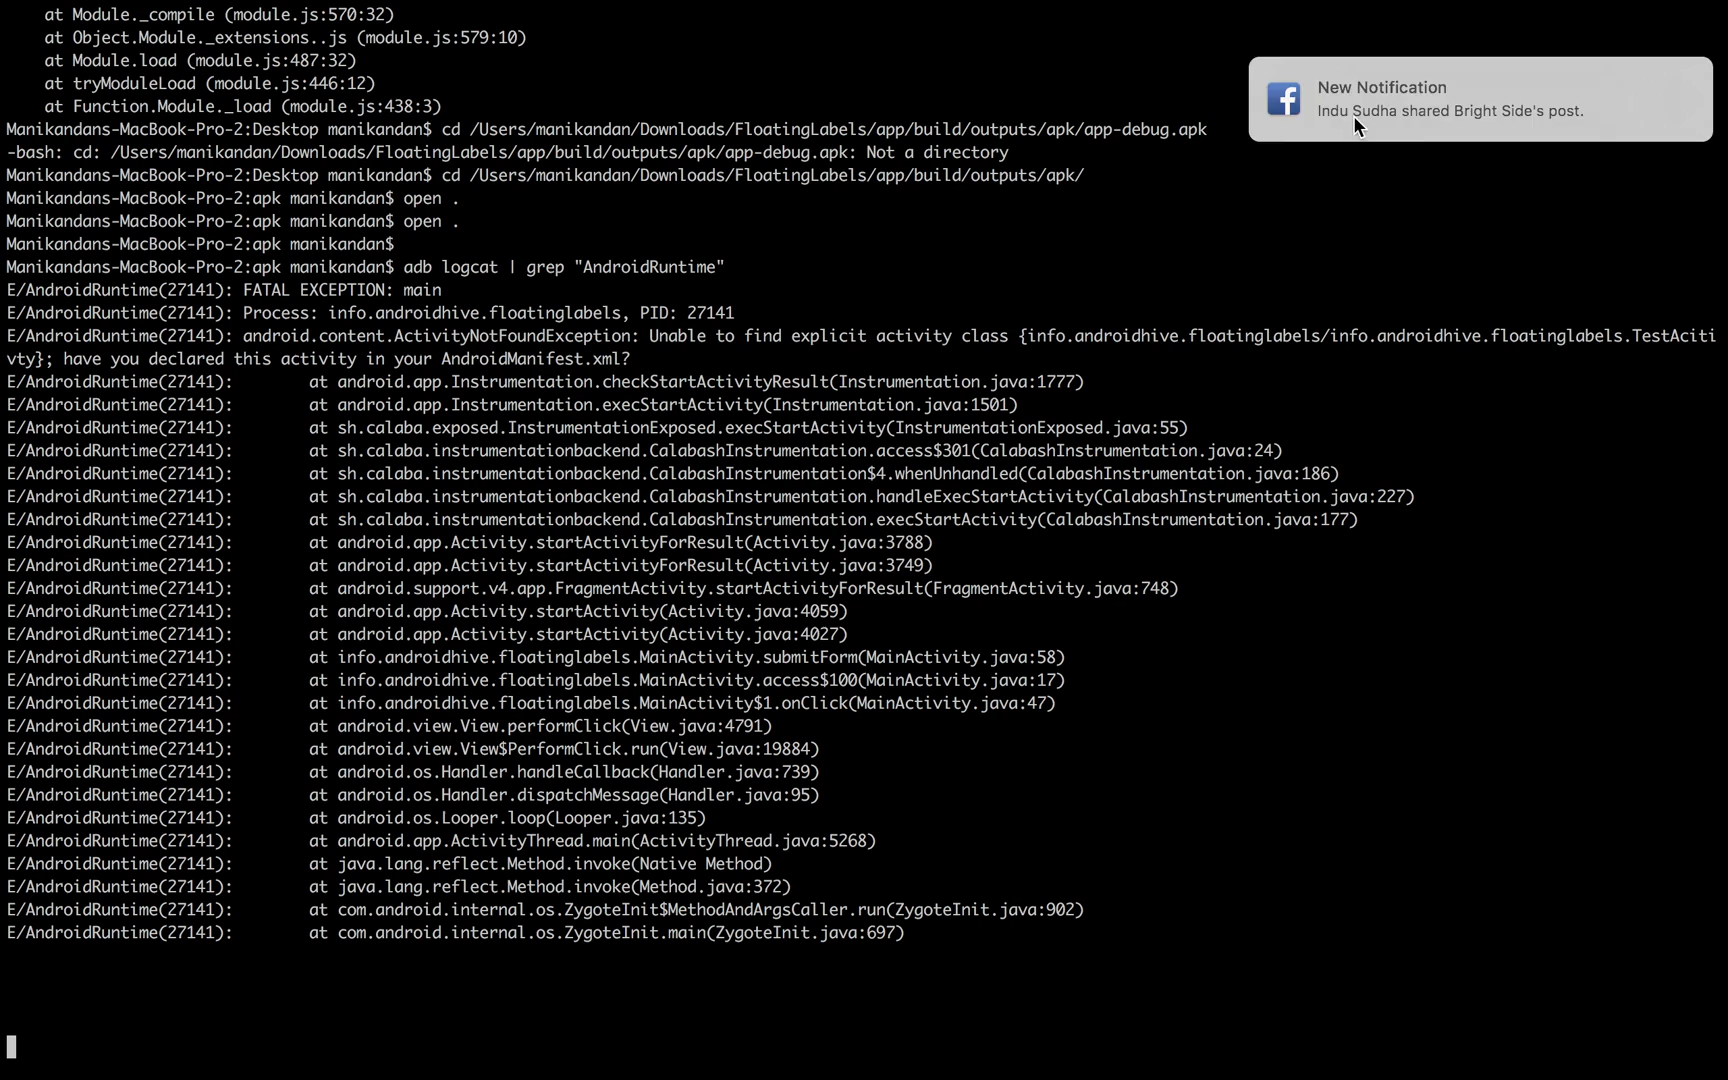 at Module._compile (module.js:570:32)
    at Object.Module._extensions..js (module.js:579:10)
    at Module.load (module.js:487:32)
    at tryModuleLoad (module.js:446:12)
    at Function.Module._load (module.js:438:3)
New Notification
Indu Sudha shared Bright Side's post.
Manikandans-MacBook-Pro-2:Desktop manikandan$ cd /Users/manikandan/Downloads/FloatingLabels/app/build/outputs/apk/app-debug.apk
-bash: cd: /Users/manikandan/Downloads/FloatingLabels/app/build/outputs/apk/app-debug.apk: Not a directory
Manikandans-MacBook-Pro-2:Desktop manikandan$ cd /Users/manikandan/Downloads/FloatingLabels/app/build/outputs/apk/
Manikandans-MacBook-Pro-2:apk manikandan$ open .
Manikandans-MacBook-Pro-2:apk manikandan$ open .
Manikandans-MacBook-Pro-2:apk manikandan$
Manikandans-MacBook-Pro-2:apk manikandan$ adb logcat | grep "AndroidRuntime"
E/AndroidRuntime(27141): FATAL EXCEPTION: main
E/AndroidRuntime(27141): Process: info.androidhive.floatinglabels, PID: 27141
E/AndroidRuntime(27141): android.content.ActivityNotFoundException: Unable to find explicit activity class {info.androidhive.floatinglabels/info.androidhive.floatinglabels.TestAciti
vty}; have you declared this activity in your AndroidManifest.xml?
E/AndroidRuntime(27141):        at android.app.Instrumentation.checkStartActivityResult(Instrumentation.java:1777)
E/AndroidRuntime(27141):        at android.app.Instrumentation.execStartActivity(Instrumentation.java:1501)
E/AndroidRuntime(27141):        at sh.calaba.exposed.InstrumentationExposed.execStartActivity(InstrumentationExposed.java:55)
E/AndroidRuntime(27141):        at sh.calaba.instrumentationbackend.CalabashInstrumentation.access$301(CalabashInstrumentation.java:24)
E/AndroidRuntime(27141):        at sh.calaba.instrumentationbackend.CalabashInstrumentation$4.whenUnhandled(CalabashInstrumentation.java:186)
E/AndroidRuntime(27141):        at sh.calaba.instrumentationbackend.CalabashInstrumentation.handleExecStartActivity(CalabashInstrumentation.java:227)
E/AndroidRuntime(27141):        at sh.calaba.instrumentationbackend.CalabashInstrumentation.execStartActivity(CalabashInstrumentation.java:177)
E/AndroidRuntime(27141):        at android.app.Activity.startActivityForResult(Activity.java:3788)
E/AndroidRuntime(27141):        at android.app.Activity.startActivityForResult(Activity.java:3749)
E/AndroidRuntime(27141):        at android.support.v4.app.FragmentActivity.startActivityForResult(FragmentActivity.java:748)
E/AndroidRuntime(27141):        at android.app.Activity.startActivity(Activity.java:4059)
E/AndroidRuntime(27141):        at android.app.Activity.startActivity(Activity.java:4027)
E/AndroidRuntime(27141):        at info.androidhive.floatinglabels.MainActivity.submitForm(MainActivity.java:58)
E/AndroidRuntime(27141):        at info.androidhive.floatinglabels.MainActivity.access$100(MainActivity.java:17)
E/AndroidRuntime(27141):        at info.androidhive.floatinglabels.MainActivity$1.onClick(MainActivity.java:47)
E/AndroidRuntime(27141):        at android.view.View.performClick(View.java:4791)
E/AndroidRuntime(27141):        at android.view.View$PerformClick.run(View.java:19884)
E/AndroidRuntime(27141):        at android.os.Handler.handleCallback(Handler.java:739)
E/AndroidRuntime(27141):        at android.os.Handler.dispatchMessage(Handler.java:95)
E/AndroidRuntime(27141):        at android.os.Looper.loop(Looper.java:135)
E/AndroidRuntime(27141):        at android.app.ActivityThread.main(ActivityThread.java:5268)
E/AndroidRuntime(27141):        at java.lang.reflect.Method.invoke(Native Method)
E/AndroidRuntime(27141):        at java.lang.reflect.Method.invoke(Method.java:372)
E/AndroidRuntime(27141):        at com.android.internal.os.ZygoteInit$MethodAndArgsCaller.run(ZygoteInit.java:902)
E/AndroidRuntime(27141):        at com.android.internal.os.ZygoteInit.main(ZygoteInit.java:697)